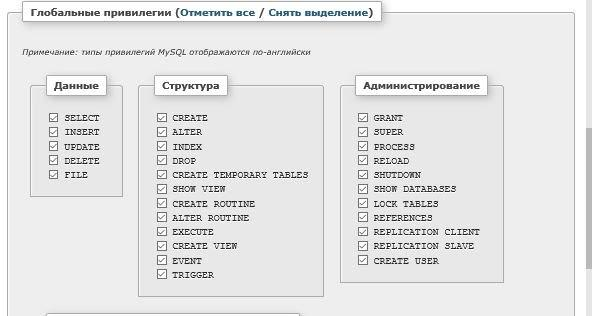 Глобальные привилегии (Отметить все / Снять выделение)
Примечание: типы привилегий MySQL отображаются по-английски
Данные
SELECT
INSERT
UPDATE
DELETE
FILE
Структура
CREATE
ALTER
INDEX
DROP
CREATE TEMPORARY TABLES
SHOW VIEW
CREATE ROUTINE
ALTER ROUTINE
EXECUTE
CREATE VIEW
EVENT
TRIGGER
Администрирование
GRANT
SUPER
PROCESS
RELOAD
SHUTDOWN
SHOW DATABASES
LOCK TABLES
REFERENCES
REPLICATION CLIENT
REPLICATION SLAVE
CREATE USER